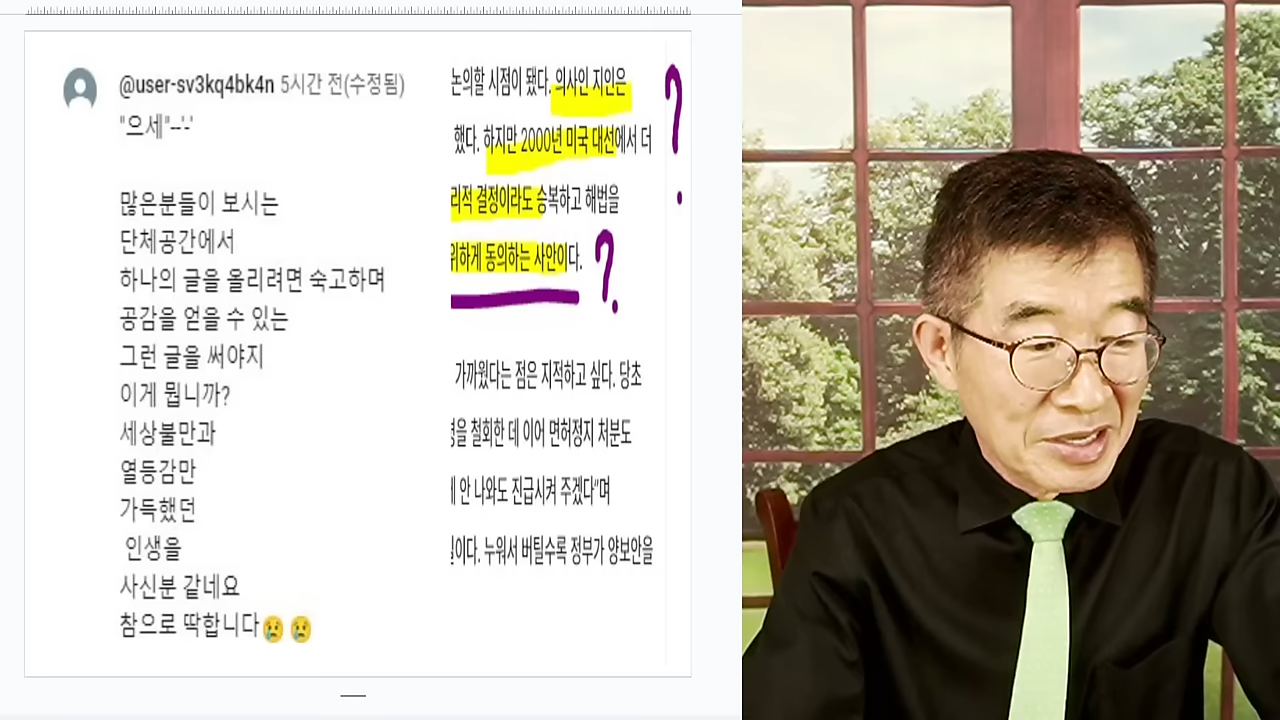 @user-sv3kq4bk4n 5시간 전(수정됨)
"으세"--'-'
많은분들이 보시는
단체공간에서
하나의 글을 올리려면 숙고하며
공감을 얻을 수 있는
그런 글을 써야지
이게 뭡니까?
세상불만과
열등감만
가득했던
인생을
사신분 같네요
참으로 딱합니다😢 😢
논의할 시점이 됐다. 의사인 지인은 ?
했다. 하지만 2000년 미국 대선에서 더
리적 결정이라도 승복하고 해법을
위하게 동의하는 사안이다. ?
가까웠다는 점은 지적하고 싶다. 당초
을 철회한 데 이어 면허정지 처분도
안 나와도 진급시켜 주겠다"며
이다. 누워서 버틸수록 정부가 양보안을